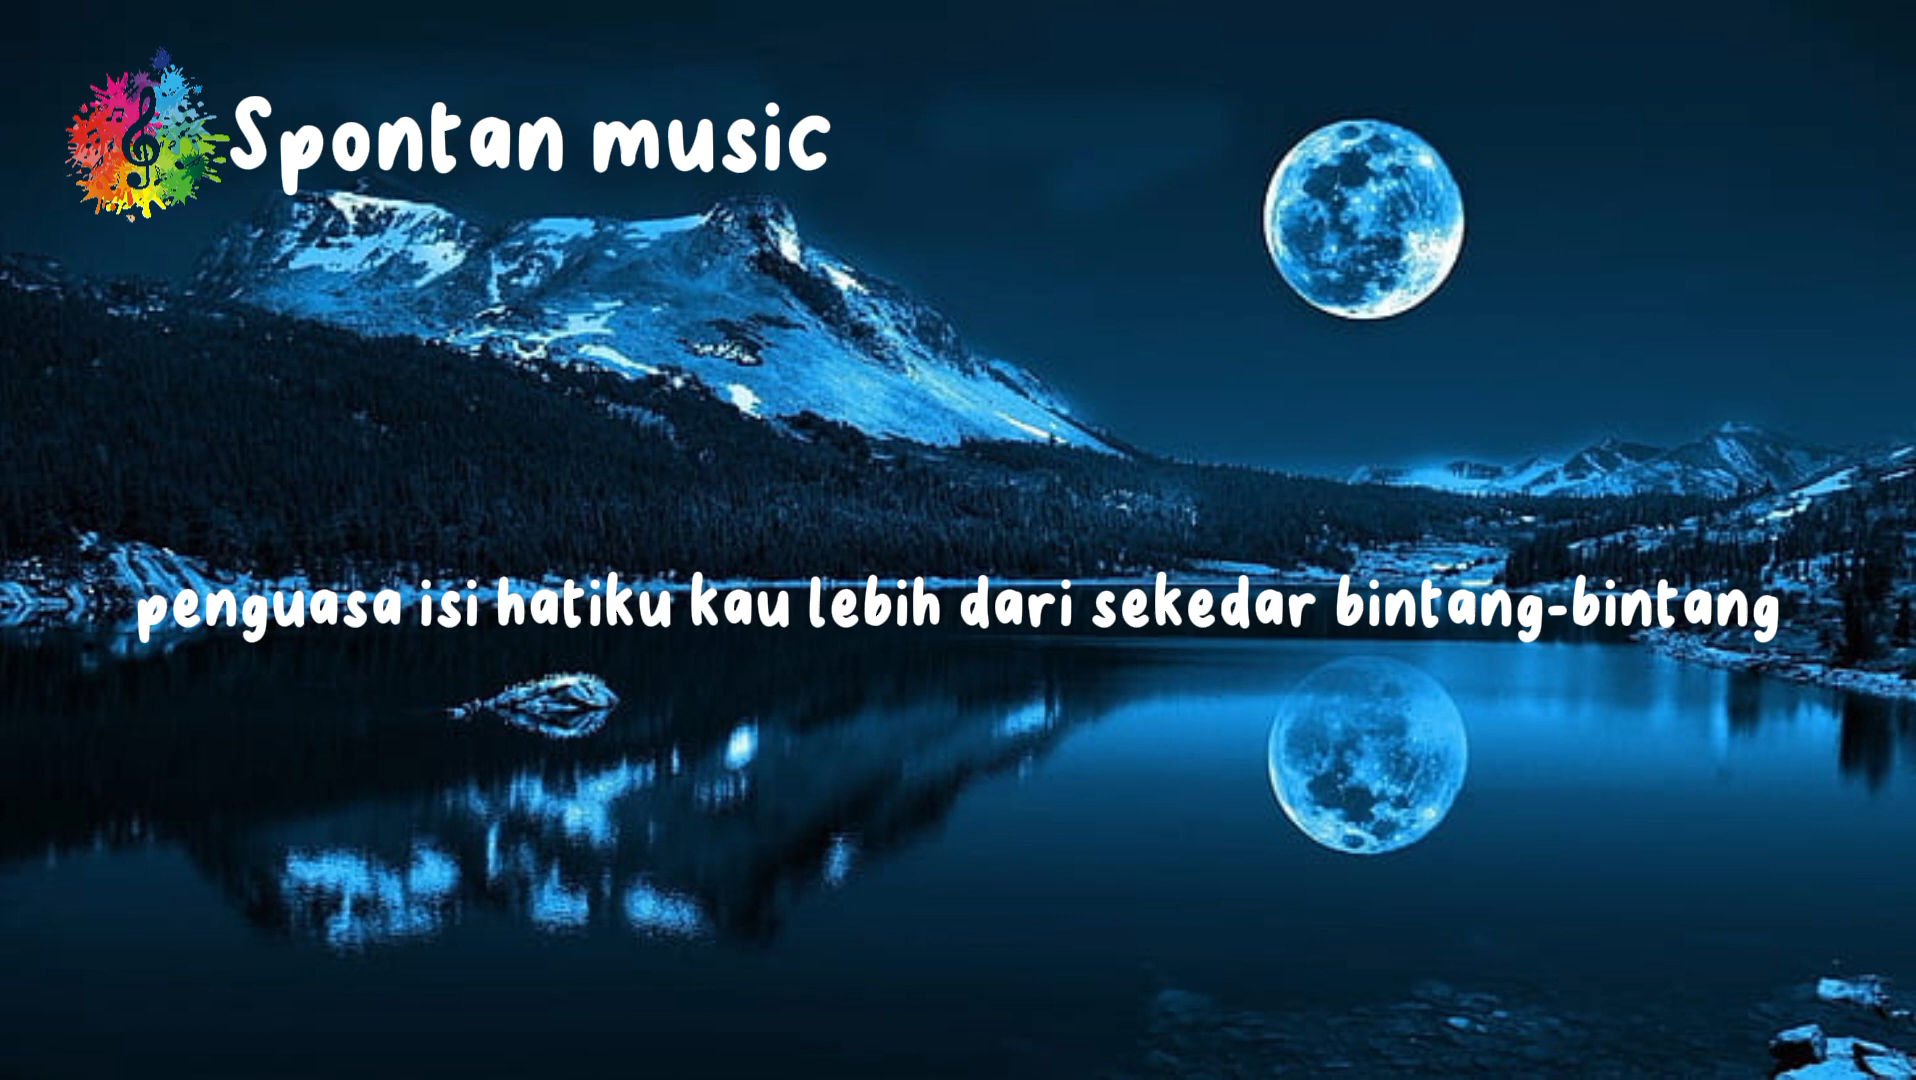 Spontan music
penguasa isi hatiku kau lebih dari sekedar bintang-bintang